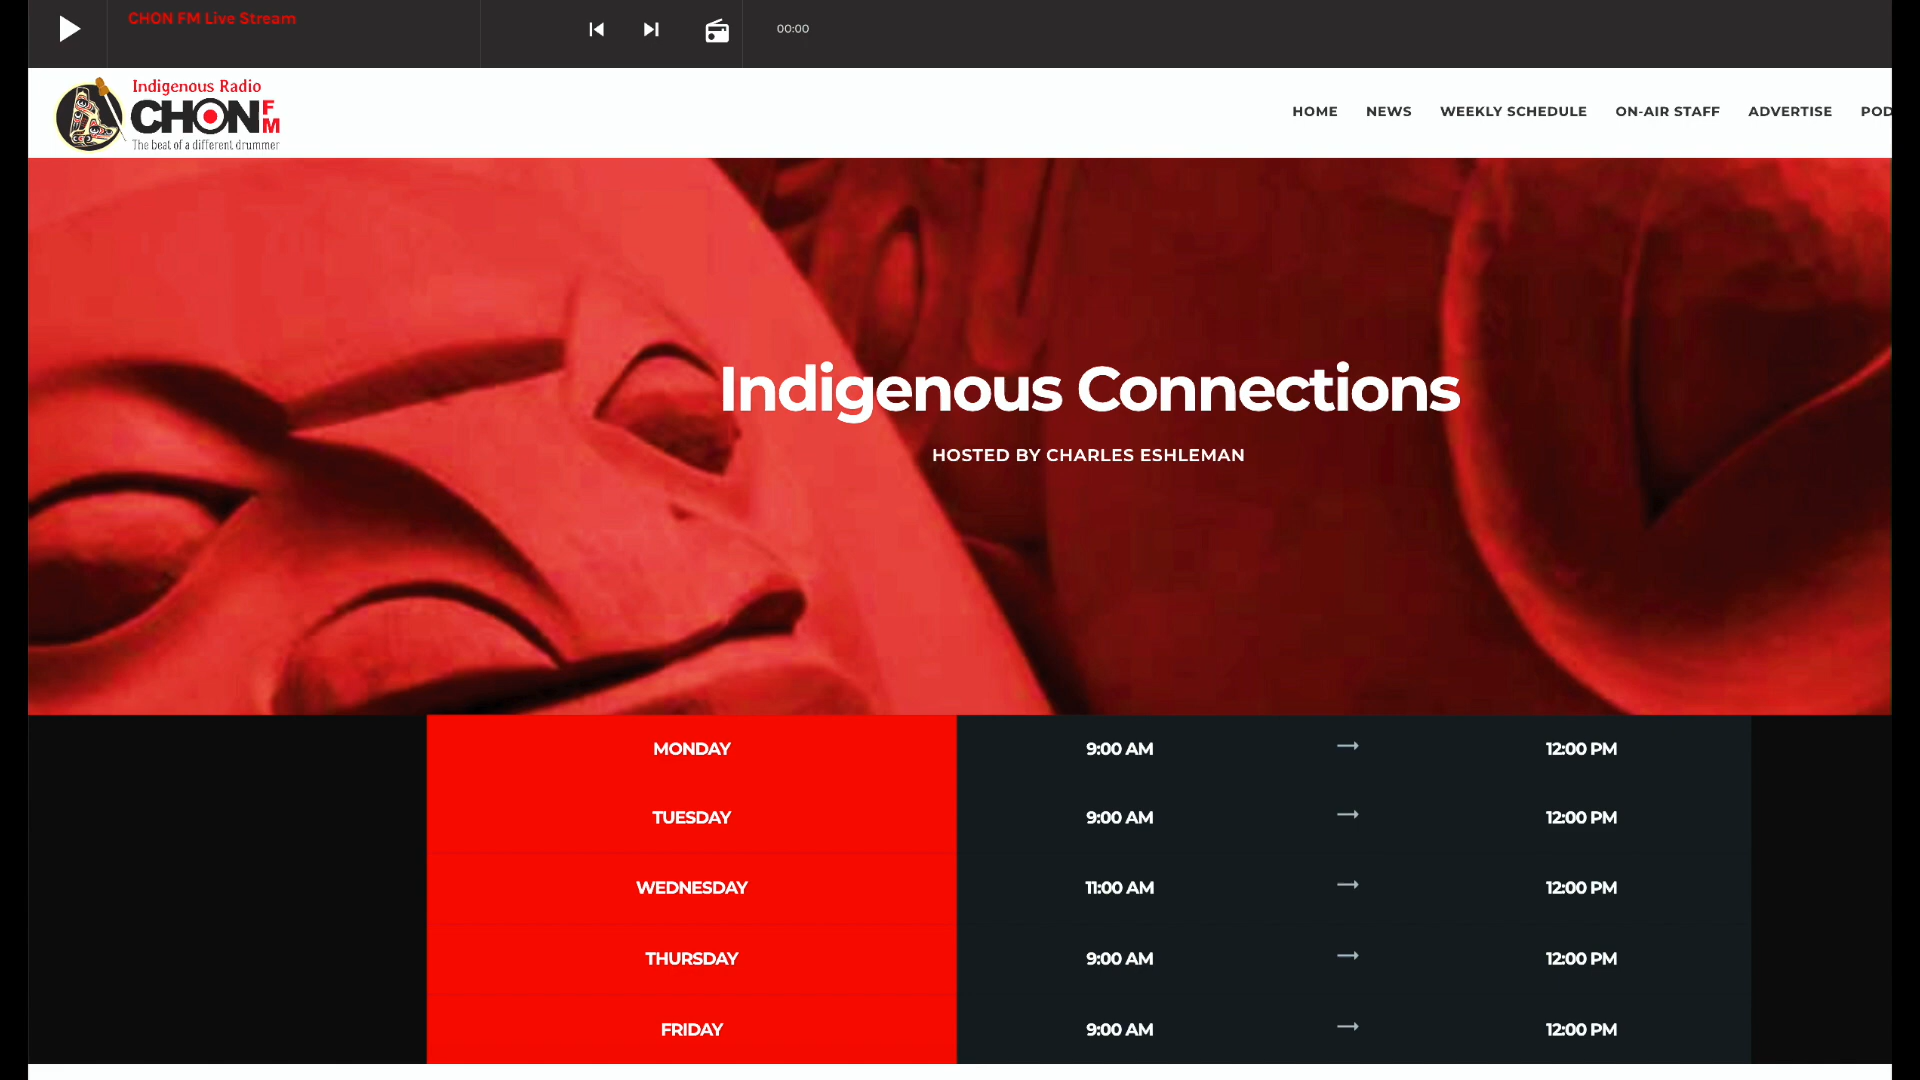 CHON FM Live Stream
00:00
Indigenous Radio
CHON FM
The beat of a different drummer
HOME NEWS WEEKLY SCHEDULE ON-AIR STAFF ADVERTISE POD
Indigenous Connections
HOSTED BY CHARLES ESHLEMAN
MONDAY 9:00 AM → 12:00 PM
TUESDAY 9:00 AM → 12:00 PM
WEDNESDAY 11:00 AM → 12:00 PM
THURSDAY 9:00 AM → 12:00 PM
FRIDAY 9:00 AM → 12:00 PM